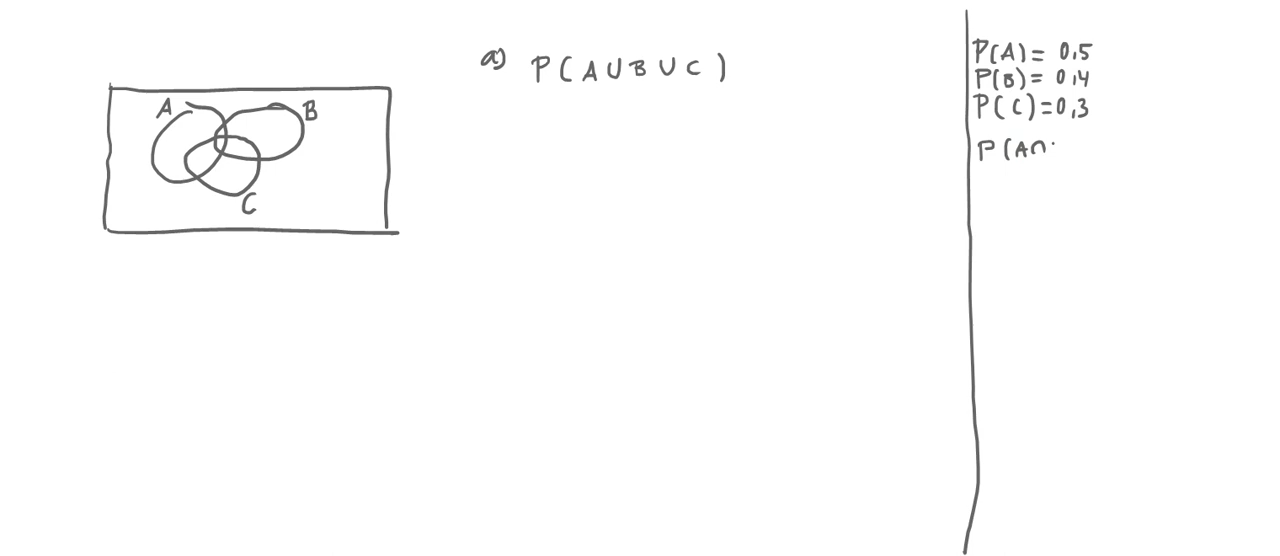 a) P(A∪B∪C)
A
B
C
P(A)= 0,5
P(B)= 0,4
P(C)=0,3
P(A∩